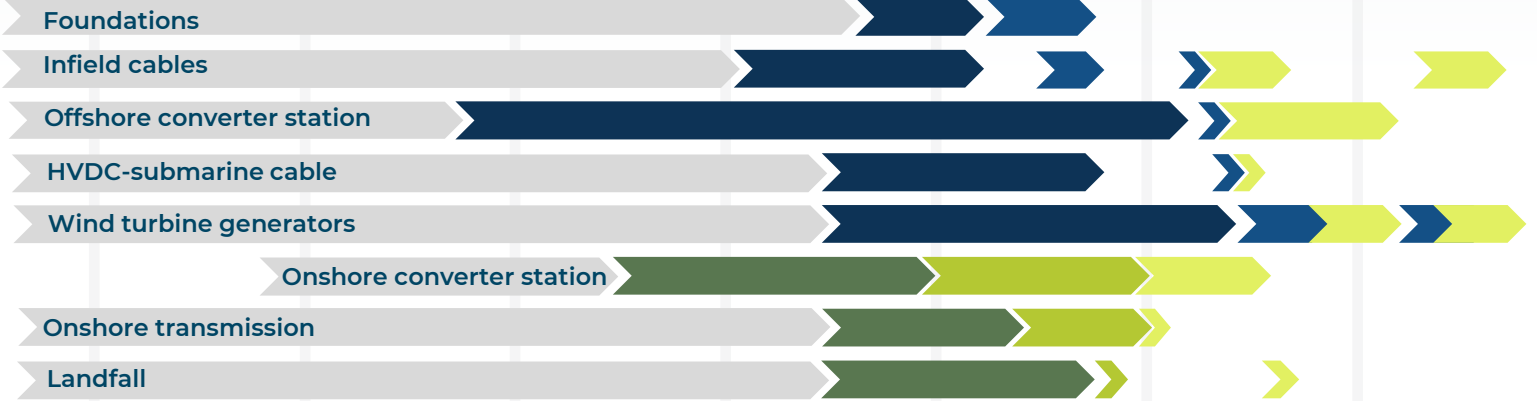 Foundations
Infield cables
Offshore converter station
HVDC-submarine cable
Wind turbine generators
Onshore converter station
Onshore transmission
Landfall